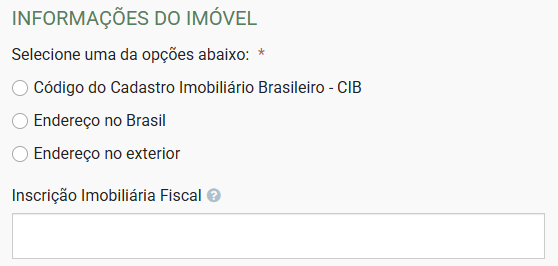 INFORMAÇÕES DO IMÓVEL
Selecione uma da opções abaixo: *
Código do Cadastro Imobiliário Brasileiro - CIB
Endereço no Brasil
Endereço no exterior
Inscrição Imobiliária Fiscal ?